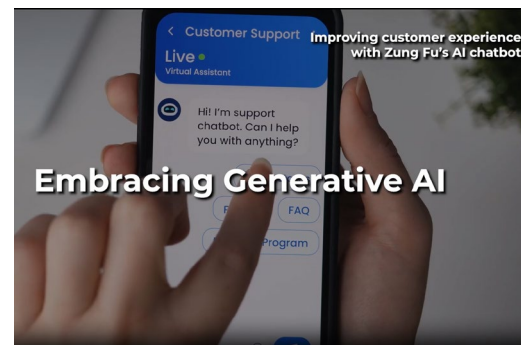 Customer Support
Improving customer experience
with Zung Fu's AI chatbot
Live
Virtual Assistant
Hi! I'm support
chatbot. Can I help
you with anything?
Embracing Generative AI
FAQ
Program